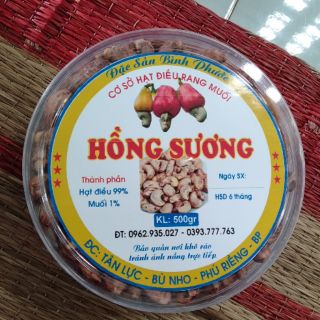 Đặc Sản Bình Phước
CƠ SỞ HẠT ĐIỀU RANG MUỐI
HỒNG SƯƠNG
Thành phần
Hạt điều 99%
Muối 1%
Ngày SX:
HSD 6 tháng
KL: 500gr
ĐT: 0962.935.027 - 0393.777.763
Bảo quản nơi khô ráo
tránh ánh nắng trực tiếp
ĐC: TÂN LỰC - BÙ NHO - PHÚ RIỀNG - BP